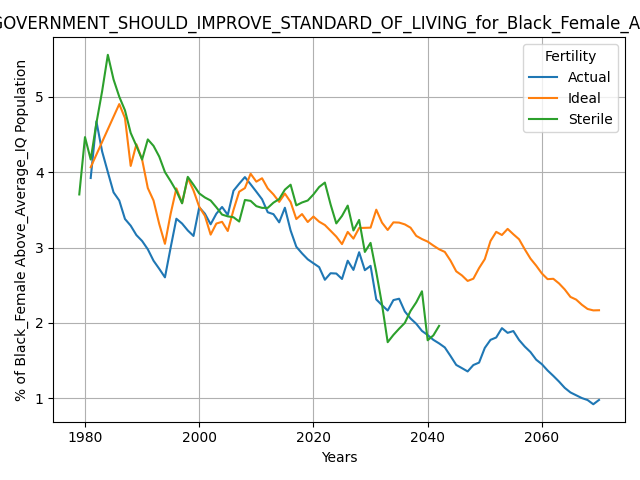 GOVERNMENT_SHOULD_IMPROVE_STANDARD_OF_LIVING_for_Black_Female_A
Fertility
Actual
Ideal
Sterile
% of Black_Female Above_Average_IQ Population
5
4
3
2
1
1980 2000 2020 2040 2060
Years